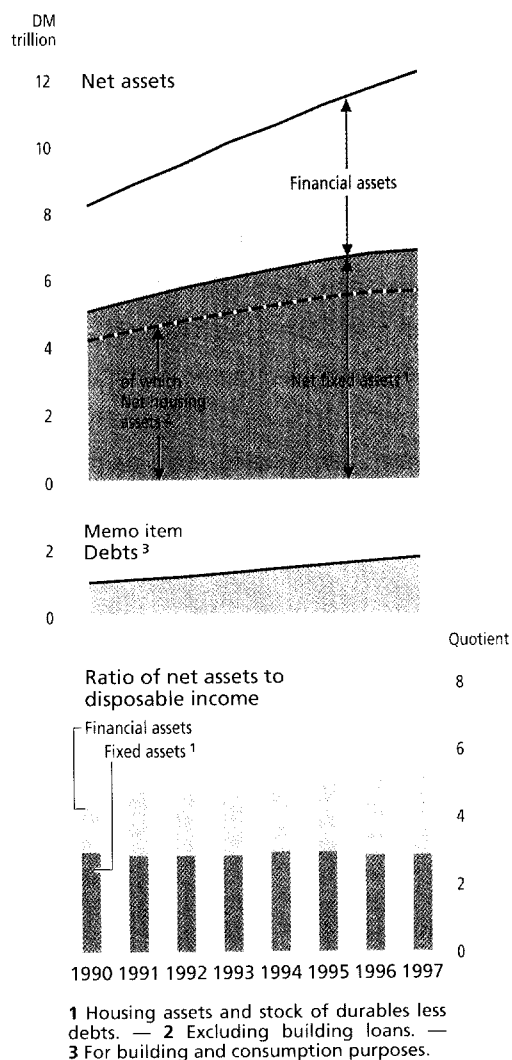 DM
trillion
12
Net assets
10
Financial assets
8
6
4
of which
Net housing
assets 2
Net fixed assets 1
2
0
Memo item
2
Debts 3
0
Quotient
Ratio of net assets to
disposable income
8
Financial assets
Fixed assets 1
6
4
2
0
1990 1991 1992 1993 1994 1995 1996 1997
1 Housing assets and stock of durables less
debts. — 2 Excluding building loans. —
3 For building and consumption purposes.